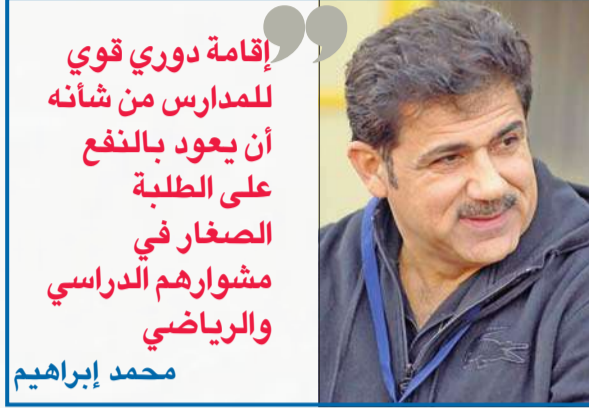 إقامة دوري قوي
للمدارس من شأنه
أن يعود بالنفع
على الطلبة
الصغار في
مشوارهم الدراسي
والرياضي
محمد إبراهيم